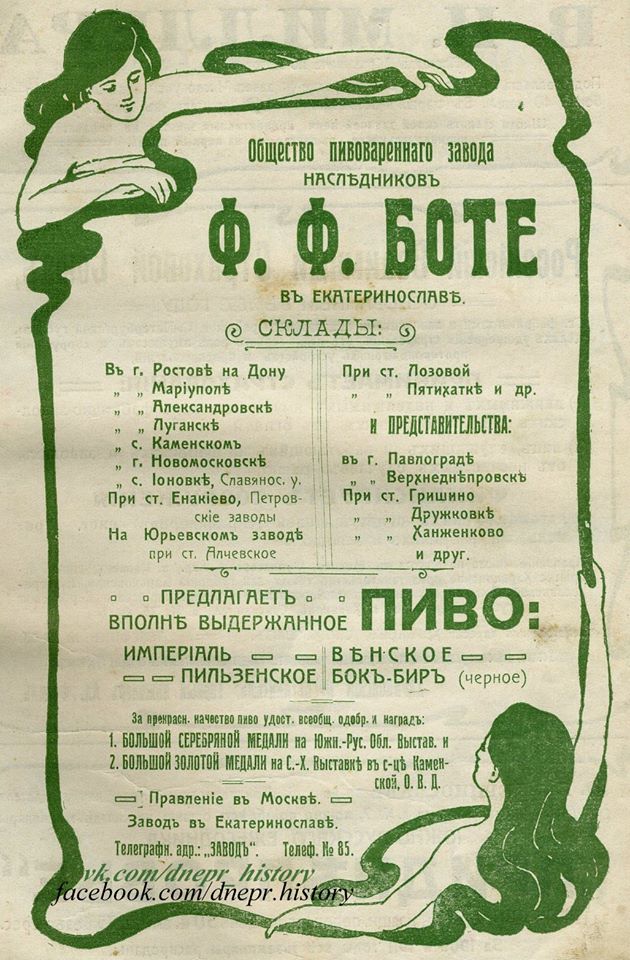 Общество пивовареннаго завода
НАСЛѢДНИКОВЪ
Ф. Ф. БОТЕ
ВЪ ЕКАТЕРИНОСЛАВѢ.
СКЛАДЫ:
Въ г. Ростовѣ на Дону
„ „ Маріуполѣ
„ „ Александровскѣ
„ „ Луганскѣ
„ с. Каменскомъ
„ г. Новомосковскѣ
„ с. Іоновкѣ, Славянос. у.
При ст. Енакіево, Петров-
скіе заводы
На Юрьевскомъ заводѣ
при ст. Алчевское
При ст. Лозовой
„ „ Пятихаткѣ и др.
И ПРЕДСТАВИТЕЛЬСТВА:
въ г. Павлоградѣ
„ „ Верхнеднѣпровскѣ
При ст. Гришино
„ „ Дружковкѣ
„ „ Ханженково
и друг.
ПРЕДЛАГАЕТЪ
ВПОЛНѢ ВЫДЕРЖАННОЕ ПИВО:
ИМПЕРІАЛЬ
ПИЛЬЗЕНСКОЕ
ВѢНСКОЕ
БОКЪ-БИРЪ (черное)
За прекрасн. качество пиво удост. всеобщ. одобр. и наградъ:
1. БОЛЬШОЙ СЕРЕБРЯНОЙ МЕДАЛИ на Южн.-Рус. Обл. Выстав. и
2. БОЛЬШОЙ ЗОЛОТОЙ МЕДАЛИ на С.-Х. Выставкѣ въ с-цѣ Камен-
ской, О. В. Д.
Правленіе въ Москвѣ.
Заводъ въ Екатеринославѣ.
Телеграфн. адр.: „ЗАВОДЪ“. Телеф. № 85.
vk.com/dnepr_history
facebook.com/dnepr.history